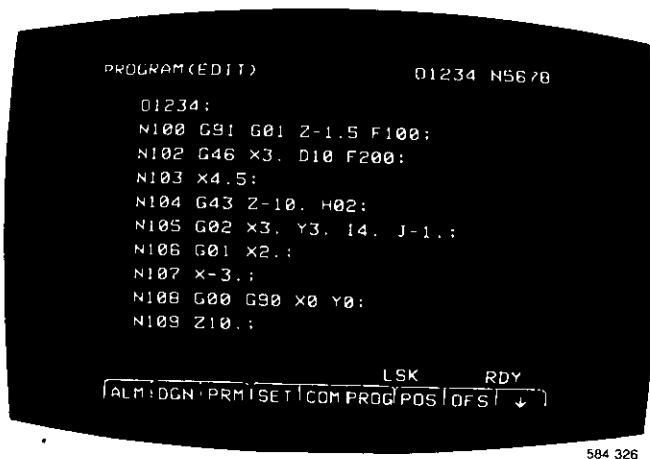 PROGRAM(EDIT) O1234 N5678
O1234;
N100 G91 G01 Z-1.5 F100;
N102 G46 X3. D10 F200;
N103 X4.5;
N104 G43 Z-10. H02;
N105 G02 X3. Y3. I4. J-1.;
N106 G01 X2.;
N107 X-3.;
N108 G00 G90 X0 Y0;
N109 Z10.;
LSK RDY
ALM DGN PRM SET COM PROG POS OFS ↓
584 326